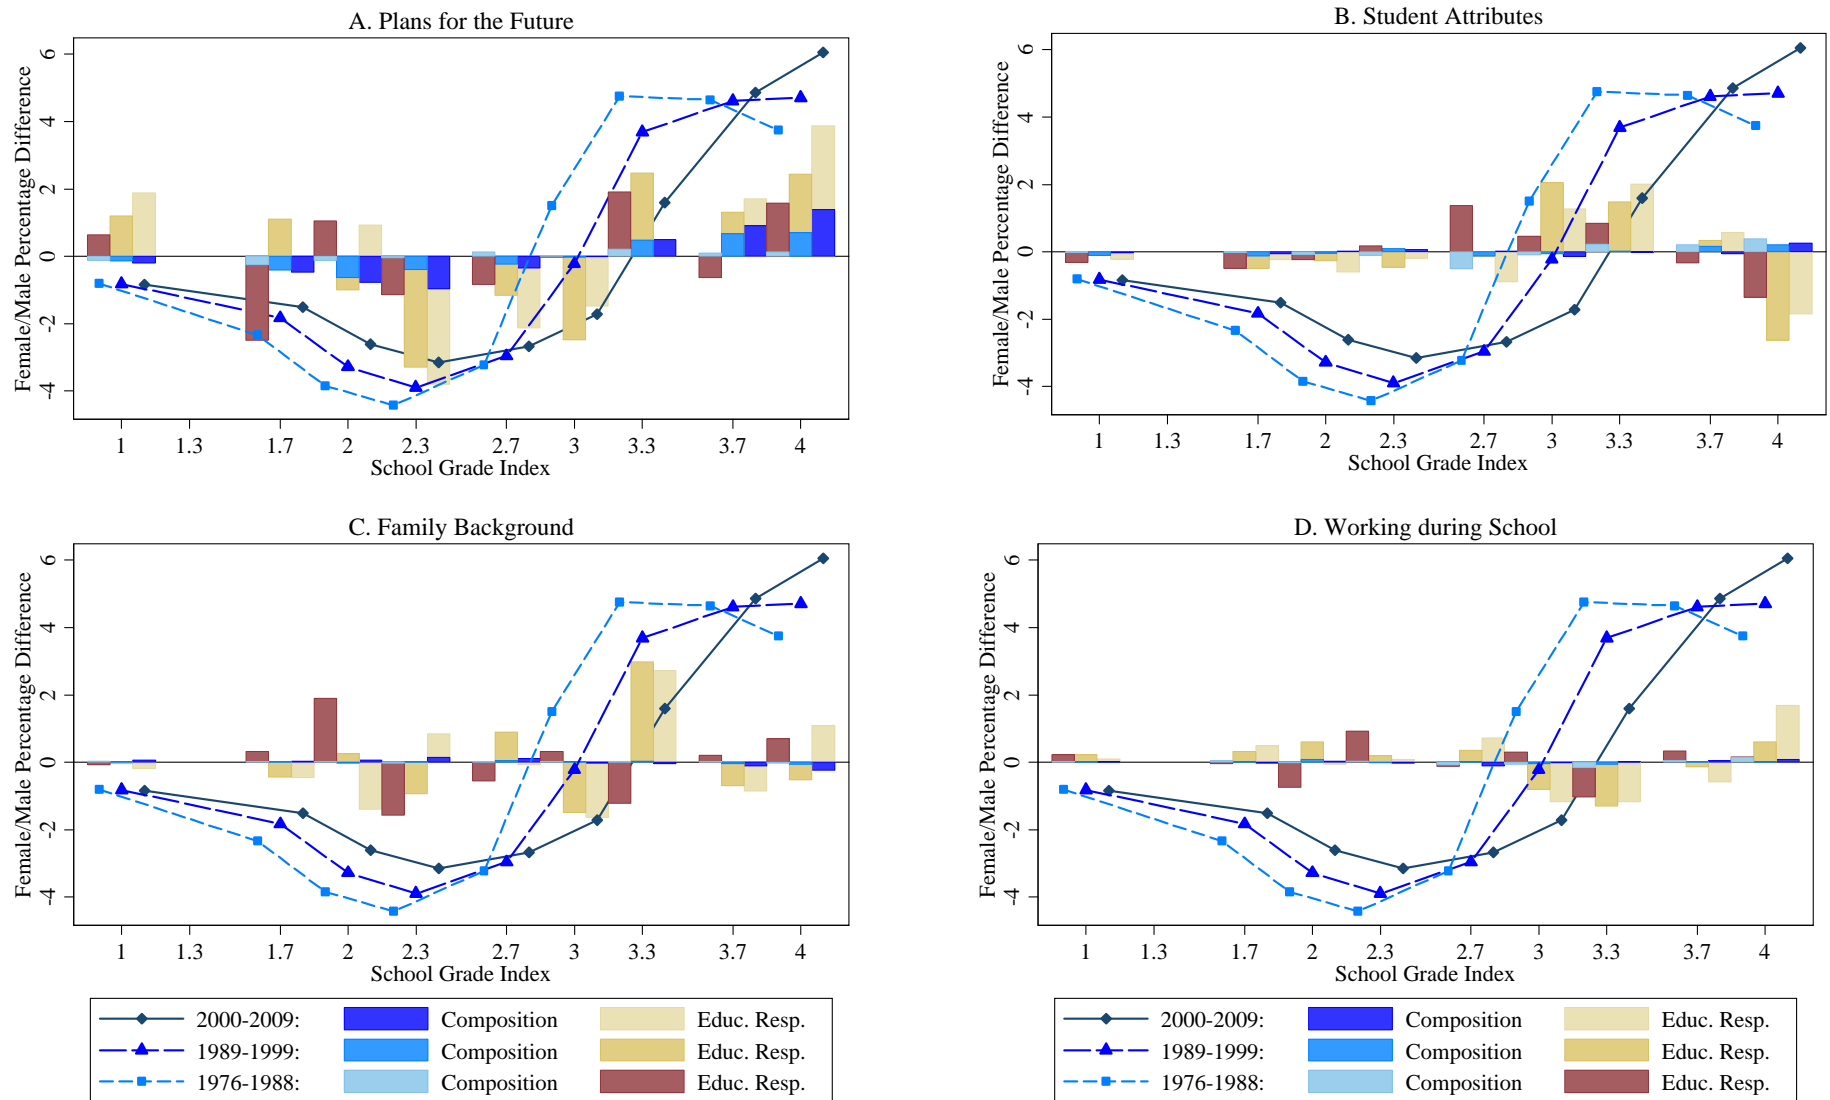 A. Plans for the Future
Female/Male Percentage Difference
6
4
2
0
-2
-4
1 1.3 1.7 2 2.3 2.7 3 3.3 3.7 4
School Grade Index
B. Student Attributes
Female/Male Percentage Difference
6
4
2
0
-2
-4
1 1.3 1.7 2 2.3 2.7 3 3.3 3.7 4
School Grade Index
C. Family Background
Female/Male Percentage Difference
6
4
2
0
-2
-4
1 1.3 1.7 2 2.3 2.7 3 3.3 3.7 4
School Grade Index
2000-2009: Composition Educ. Resp.
1989-1999: Composition Educ. Resp.
1976-1988: Composition Educ. Resp.
D. Working during School
Female/Male Percentage Difference
6
4
2
0
-2
-4
1 1.3 1.7 2 2.3 2.7 3 3.3 3.7 4
School Grade Index
2000-2009: Composition Educ. Resp.
1989-1999: Composition Educ. Resp.
1976-1988: Composition Educ. Resp.